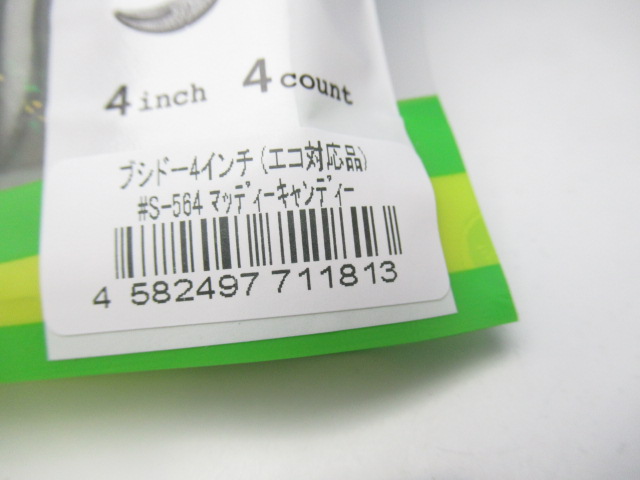 4 inch 4 count
ブシドー4インチ(エコ対応品)
#S-564 マッディーキャンディー
4 582497 711813